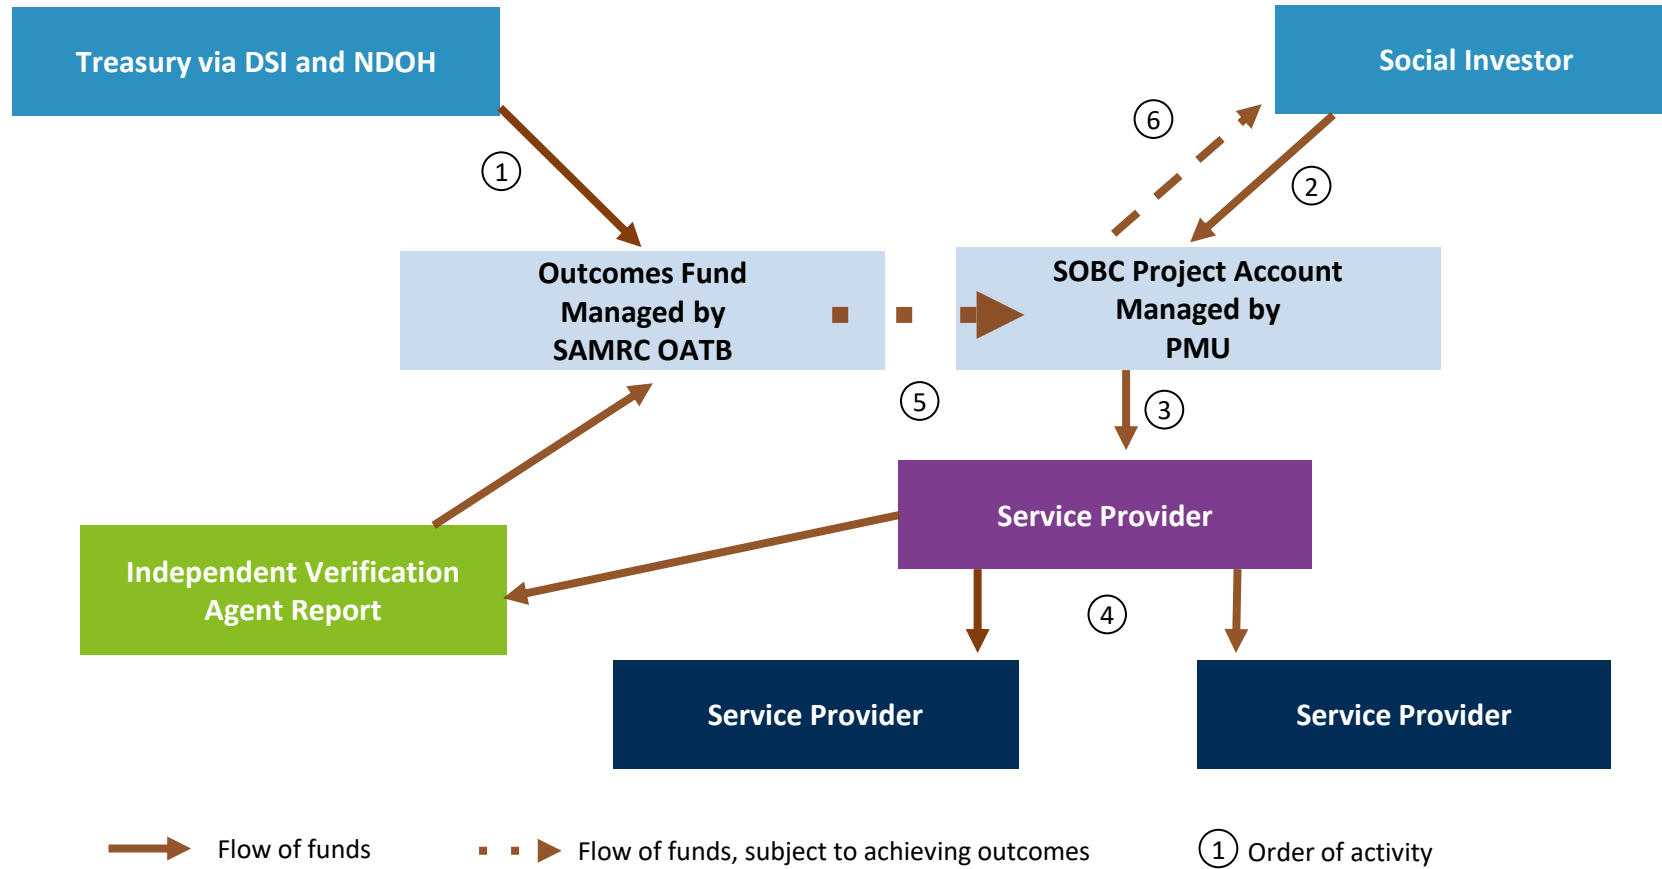 Treasury via DSI and NDOH
Social Investor
6
1
2
Outcomes Fund
Managed by
SAMRC OATB
SOBC Project Account
Managed by
PMU
5
3
Service Provider
Independent Verification
Agent Report
4
Service Provider
Service Provider
Flow of funds
Flow of funds, subject to achieving outcomes
1 Order of activity